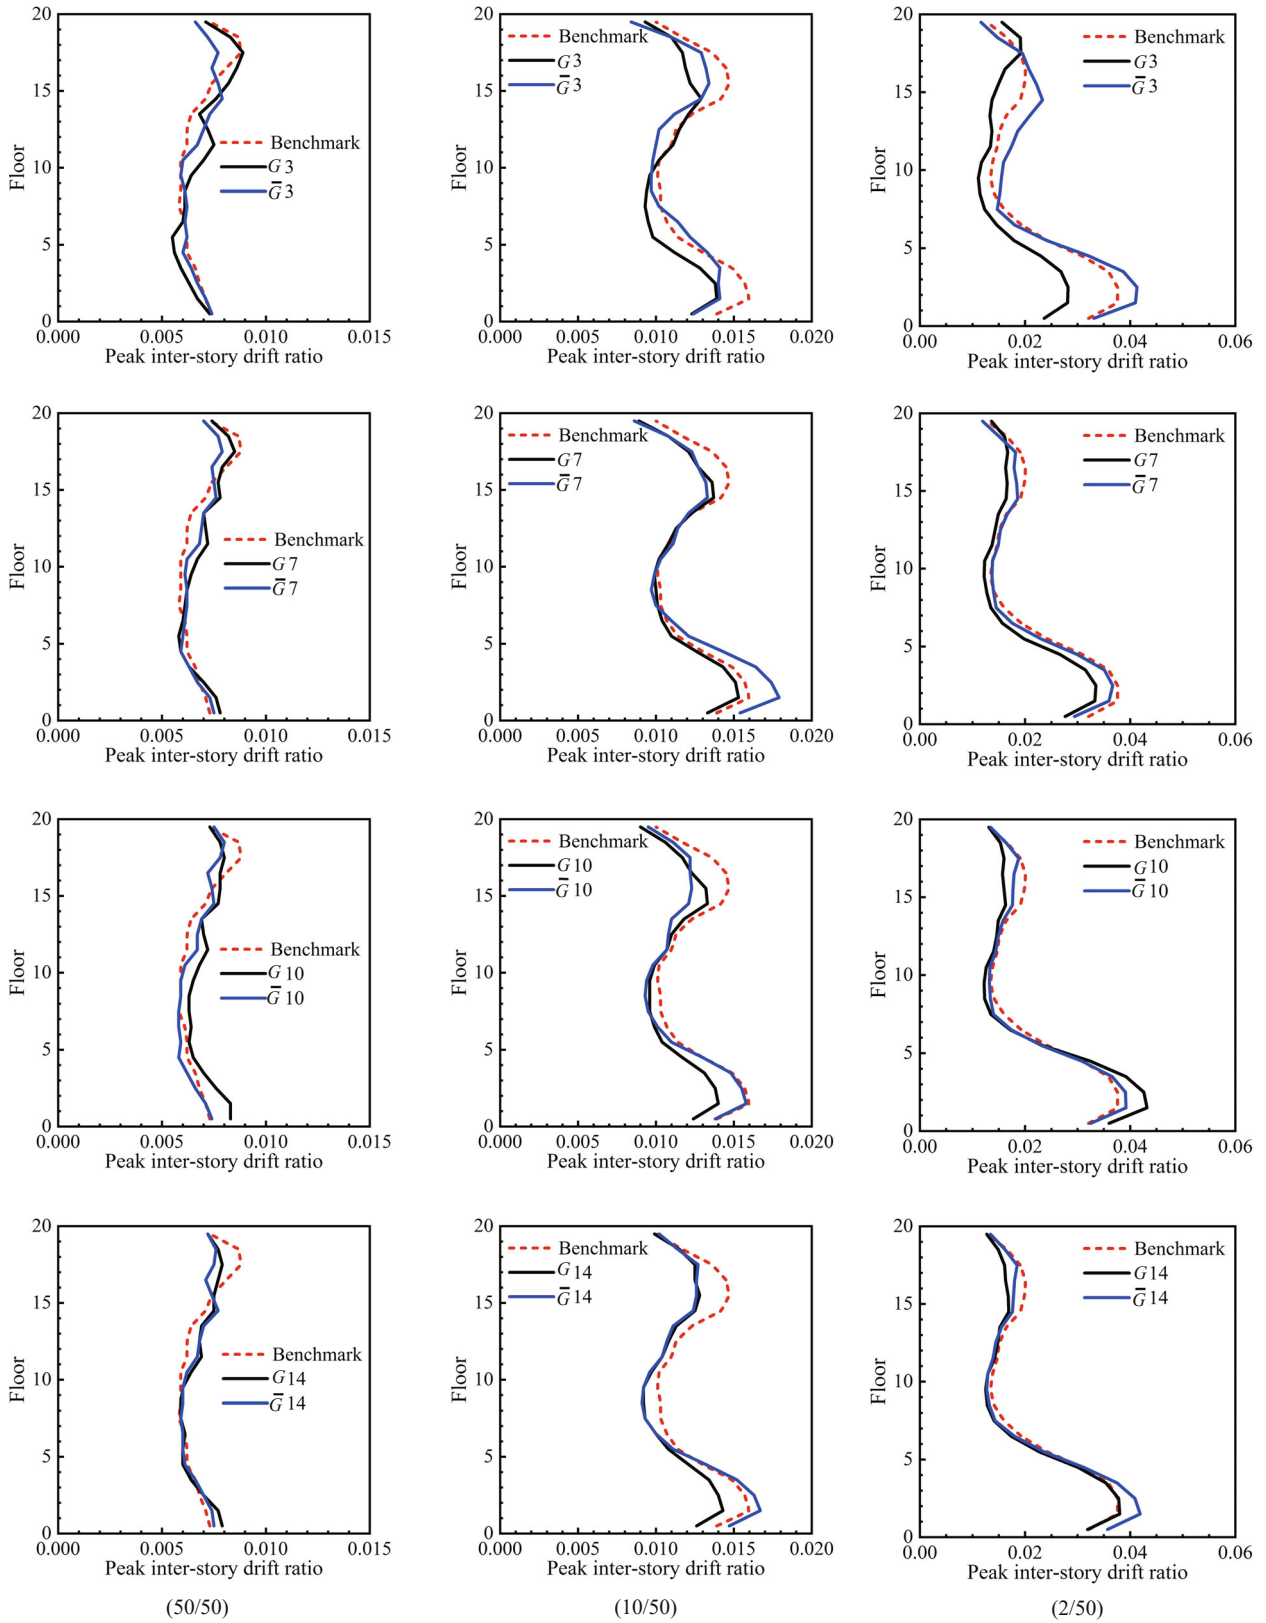 20
15
10
5
0
Floor
Benchmark
G 3
G̅ 3
0.000 0.005 0.010 0.015
Peak inter-story drift ratio
20
15
10
5
0
Floor
Benchmark
G 3
G̅ 3
0.000 0.005 0.010 0.015 0.020
Peak inter-story drift ratio
20
15
10
5
0
Floor
Benchmark
G 3
G̅ 3
0.00 0.02 0.04 0.06
Peak inter-story drift ratio
20
15
10
5
0
Floor
Benchmark
G 7
G̅ 7
0.000 0.005 0.010 0.015
Peak inter-story drift ratio
20
15
10
5
0
Floor
Benchmark
G 7
G̅ 7
0.000 0.005 0.010 0.015 0.020
Peak inter-story drift ratio
20
15
10
5
0
Floor
Benchmark
G 7
G̅ 7
0.00 0.02 0.04 0.06
Peak inter-story drift ratio
20
15
10
5
0
Floor
Benchmark
G 10
G̅ 10
0.000 0.005 0.010 0.015
Peak inter-story drift ratio
20
15
10
5
0
Floor
Benchmark
G 10
G̅ 10
0.000 0.005 0.010 0.015 0.020
Peak inter-story drift ratio
20
15
10
5
0
Floor
Benchmark
G 10
G̅ 10
0.00 0.02 0.04 0.06
Peak inter-story drift ratio
20
15
10
5
0
Floor
Benchmark
G 14
G̅ 14
0.000 0.005 0.010 0.015
Peak inter-story drift ratio
(50/50)
20
15
10
5
0
Floor
Benchmark
G 14
G̅ 14
0.000 0.005 0.010 0.015 0.020
Peak inter-story drift ratio
(10/50)
20
15
10
5
0
Floor
Benchmark
G 14
G̅ 14
0.00 0.02 0.04 0.06
Peak inter-story drift ratio
(2/50)